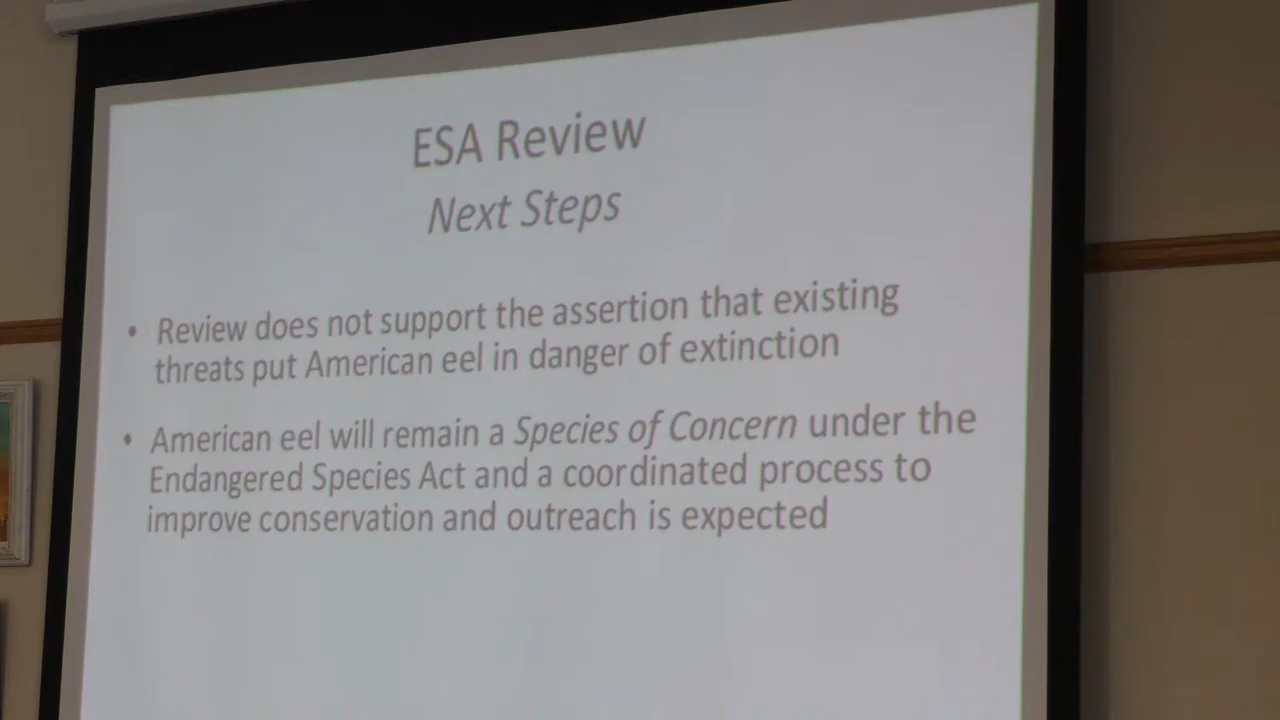 ESA Review
Next Steps
• Review does not support the assertion that existing
threats put American eel in danger of extinction
• American eel will remain a Species of Concern under the
Endangered Species Act and a coordinated process to
improve conservation and outreach is expected